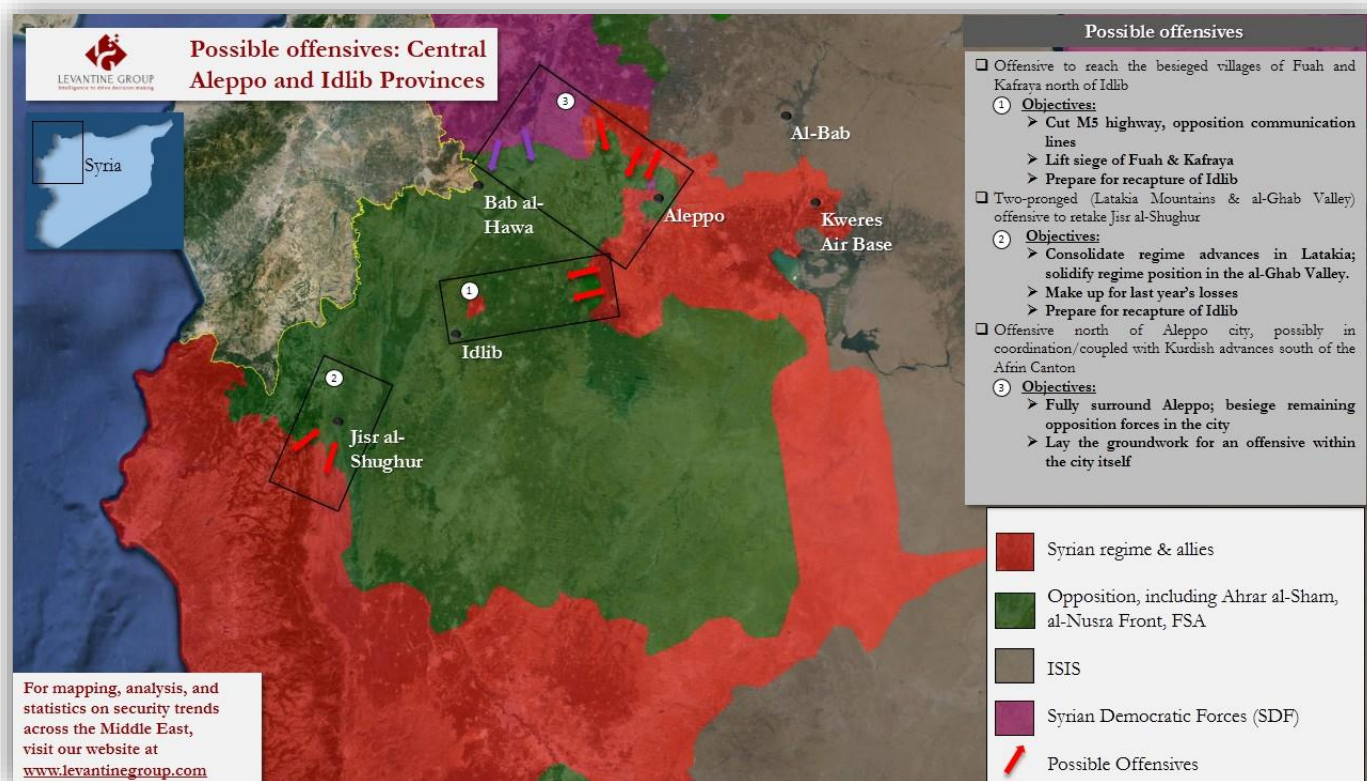 LEVANTINE GROUP
Intelligence to drive decision-making
Possible offensives: Central
Aleppo and Idlib Provinces
Syria
3
Al-Bab
Bab al-
Hawa
Aleppo
Kweres
Air Base
1
Idlib
2
Jisr al-
Shughur
For mapping, analysis, and
statistics on security trends
across the Middle East,
visit our website at
www.levantinegroup.com
Possible offensives
❑ Offensive to reach the besieged villages of Fuah and
Kafraya north of Idlib
① Objectives:
➤ Cut M5 highway, opposition communication
lines
➤ Lift siege of Fuah & Kafraya
➤ Prepare for recapture of Idlib
❑ Two-pronged (Latakia Mountains & al-Ghab Valley)
offensive to retake Jisr al-Shughur
② Objectives:
➤ Consolidate regime advances in Latakia;
solidify regime position in the al-Ghab Valley.
➤ Make up for last year's losses
➤ Prepare for recapture of Idlib
❑ Offensive north of Aleppo city, possibly in
coordination/coupled with Kurdish advances south of the
Afrin Canton
③ Objectives:
➤ Fully surround Aleppo; besiege remaining
opposition forces in the city
➤ Lay the groundwork for an offensive within
the city itself
Syrian regime & allies
Opposition, including Ahrar al-Sham,
al-Nusra Front, FSA
ISIS
Syrian Democratic Forces (SDF)
Possible Offensives